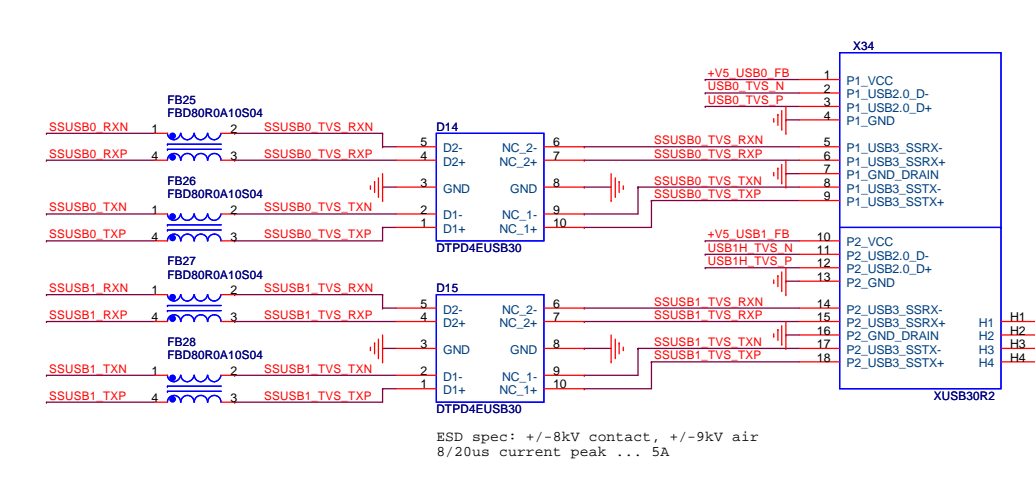 X34
+V5_USB0_FB 1 P1_VCC
USB0_TVS_N 2 P1_USB2.0_D-
USB0_TVS_P 3 P1_USB2.0_D+
4 P1_GND
FB25
FBD80R0A10S04
SSUSB0_RXN 1 2 SSUSB0_TVS_RXN
SSUSB0_RXP 4 3 SSUSB0_TVS_RXP
D14
5 D2- NC_2- 6
4 D2+ NC_2+ 7
3 GND GND 8
2 D1- NC_1- 9
1 D1+ NC_1+ 10
DTPD4EUSB30
SSUSB0_TVS_RXN 5 P1_USB3_SSRX-
SSUSB0_TVS_RXP 6 P1_USB3_SSRX+
7 P1_GND_DRAIN
SSUSB0_TVS_TXN 8 P1_USB3_SSTX-
SSUSB0_TVS_TXP 9 P1_USB3_SSTX+
FB26
FBD80R0A10S04
SSUSB0_TXN 1 2 SSUSB0_TVS_TXN
SSUSB0_TXP 4 3 SSUSB0_TVS_TXP
+V5_USB1_FB 10 P2_VCC
USB1H_TVS_N 11 P2_USB2.0_D-
USB1H_TVS_P 12 P2_USB2.0_D+
13 P2_GND
FB27
FBD80R0A10S04
SSUSB1_RXN 1 2 SSUSB1_TVS_RXN
SSUSB1_RXP 4 3 SSUSB1_TVS_RXP
D15
5 D2- NC_2- 6
4 D2+ NC_2+ 7
3 GND GND 8
2 D1- NC_1- 9
1 D1+ NC_1+ 10
DTPD4EUSB30
SSUSB1_TVS_RXN 14 P2_USB3_SSRX-
SSUSB1_TVS_RXP 15 P2_USB3_SSRX+ H1 H1
16 P2_GND_DRAIN H2 H2
SSUSB1_TVS_TXN 17 P2_USB3_SSTX- H3 H3
SSUSB1_TVS_TXP 18 P2_USB3_SSTX+ H4 H4
XUSB30R2
FB28
FBD80R0A10S04
SSUSB1_TXN 1 2 SSUSB1_TVS_TXN
SSUSB1_TXP 4 3 SSUSB1_TVS_TXP
ESD spec: +/-8kV contact, +/-9kV air
8/20us current peak ... 5A